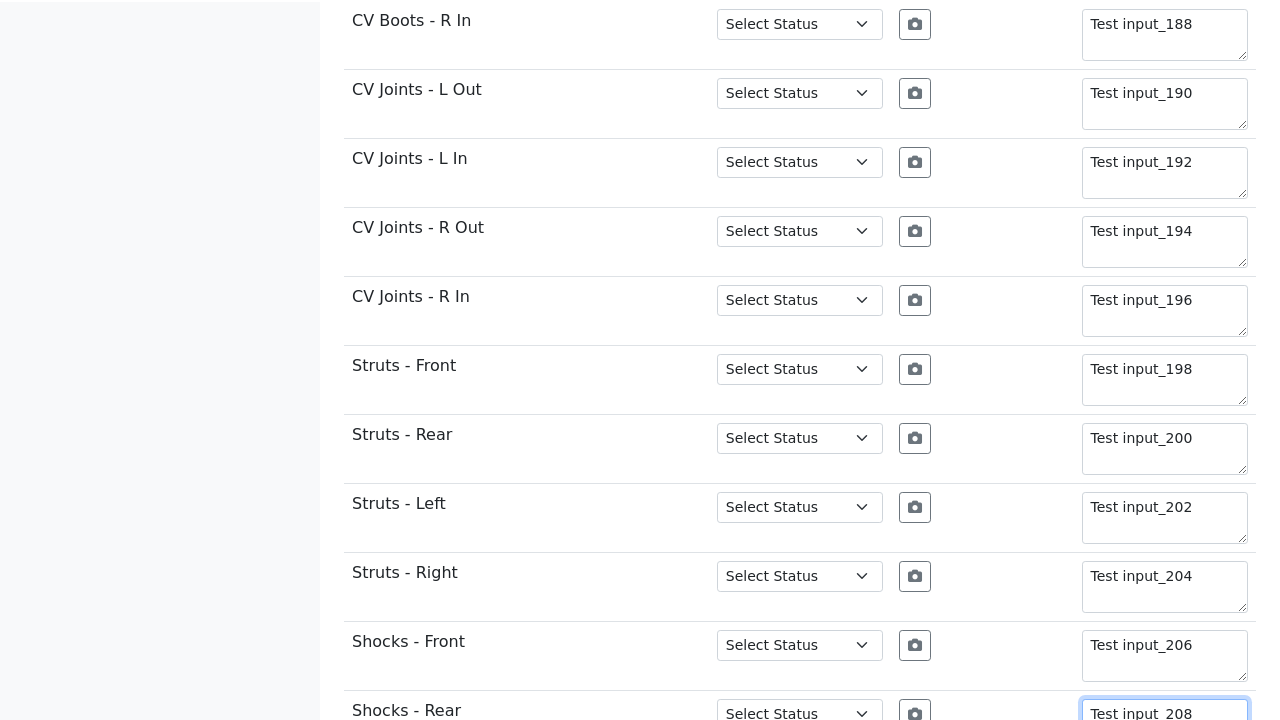 CV Boots - R In Select Status Test input_188
CV Joints - L Out Select Status Test input_190
CV Joints - L In Select Status Test input_192
CV Joints - R Out Select Status Test input_194
CV Joints - R In Select Status Test input_196
Struts - Front Select Status Test input_198
Struts - Rear Select Status Test input_200
Struts - Left Select Status Test input_202
Struts - Right Select Status Test input_204
Shocks - Front Select Status Test input_206
Shocks - Rear Select Status Test input_208